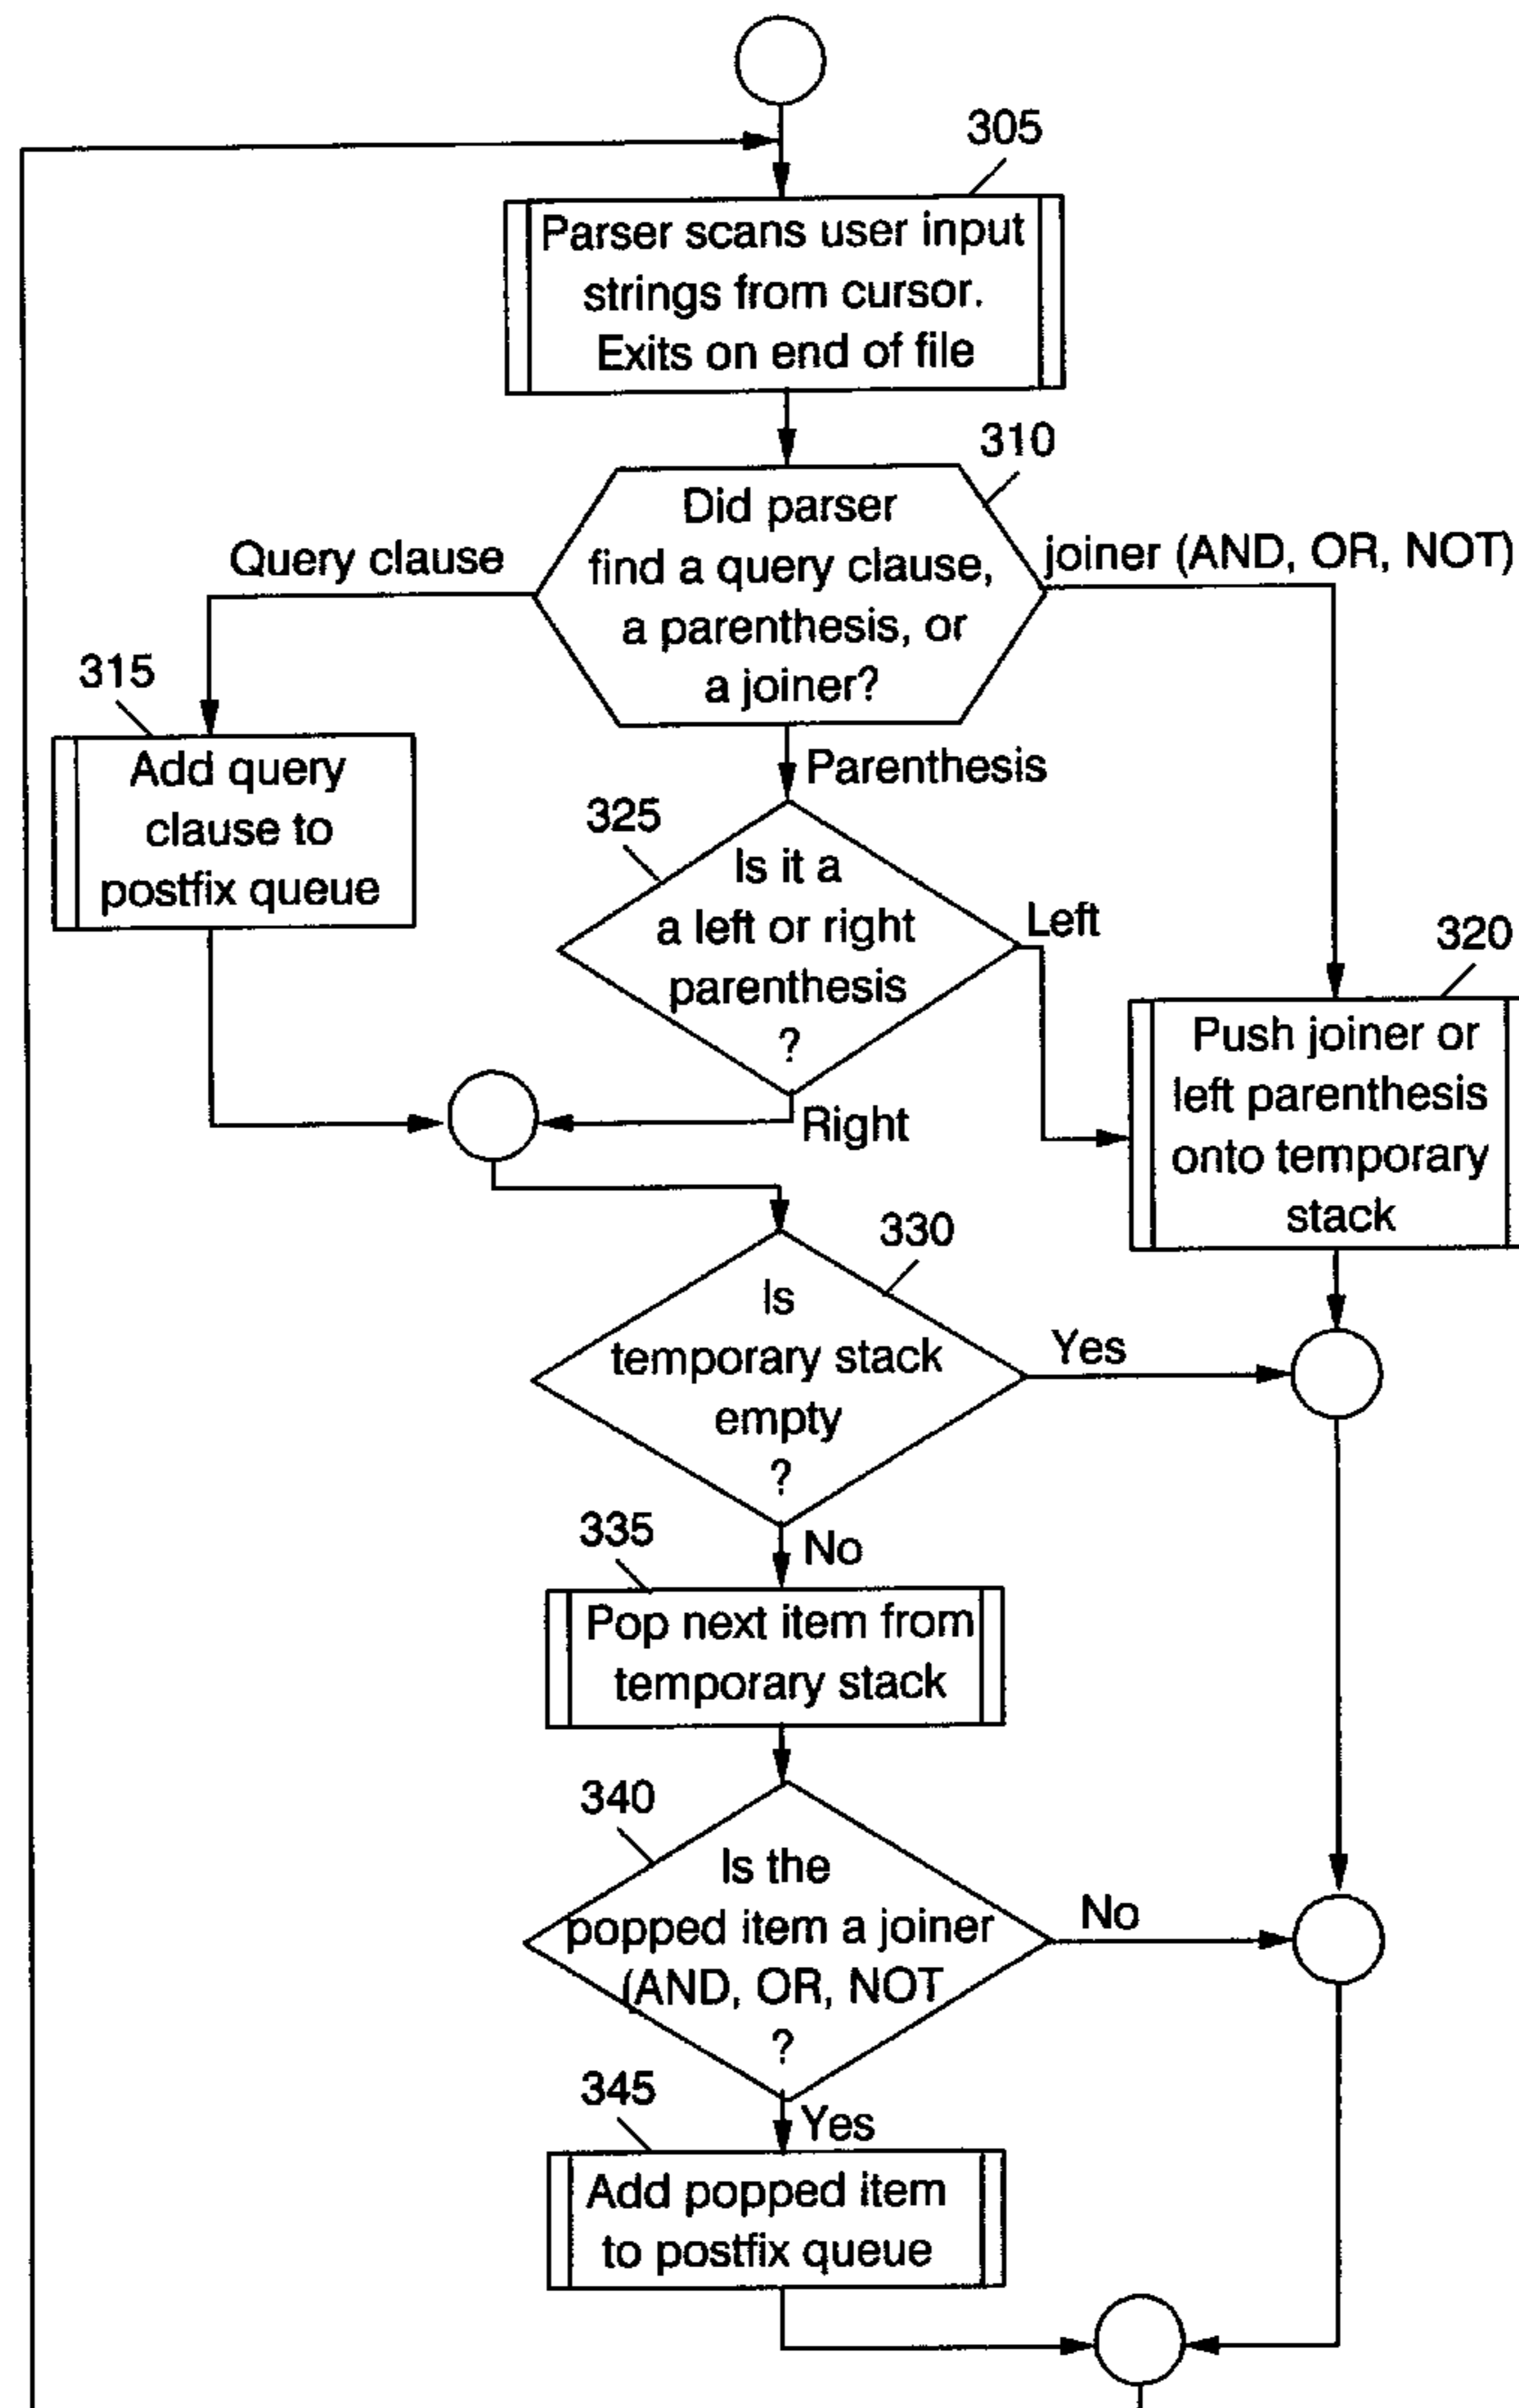 305
Parser scans user input
strings from cursor.
Exits on end of file
310
Did parser
find a query clause,
a parenthesis, or
a joiner?
Query clause
joiner (AND, OR, NOT)
315
Add query
clause to
postfix queue
Parenthesis
325
Is it a
a left or right
parenthesis
?
Left
Right
320
Push joiner or
left parenthesis
onto temporary
stack
330
Is
temporary stack
empty
?
Yes
No
335
Pop next item from
temporary stack
340
Is the
popped item a joiner
(AND, OR, NOT
?
No
Yes
345
Add popped item
to postfix queue